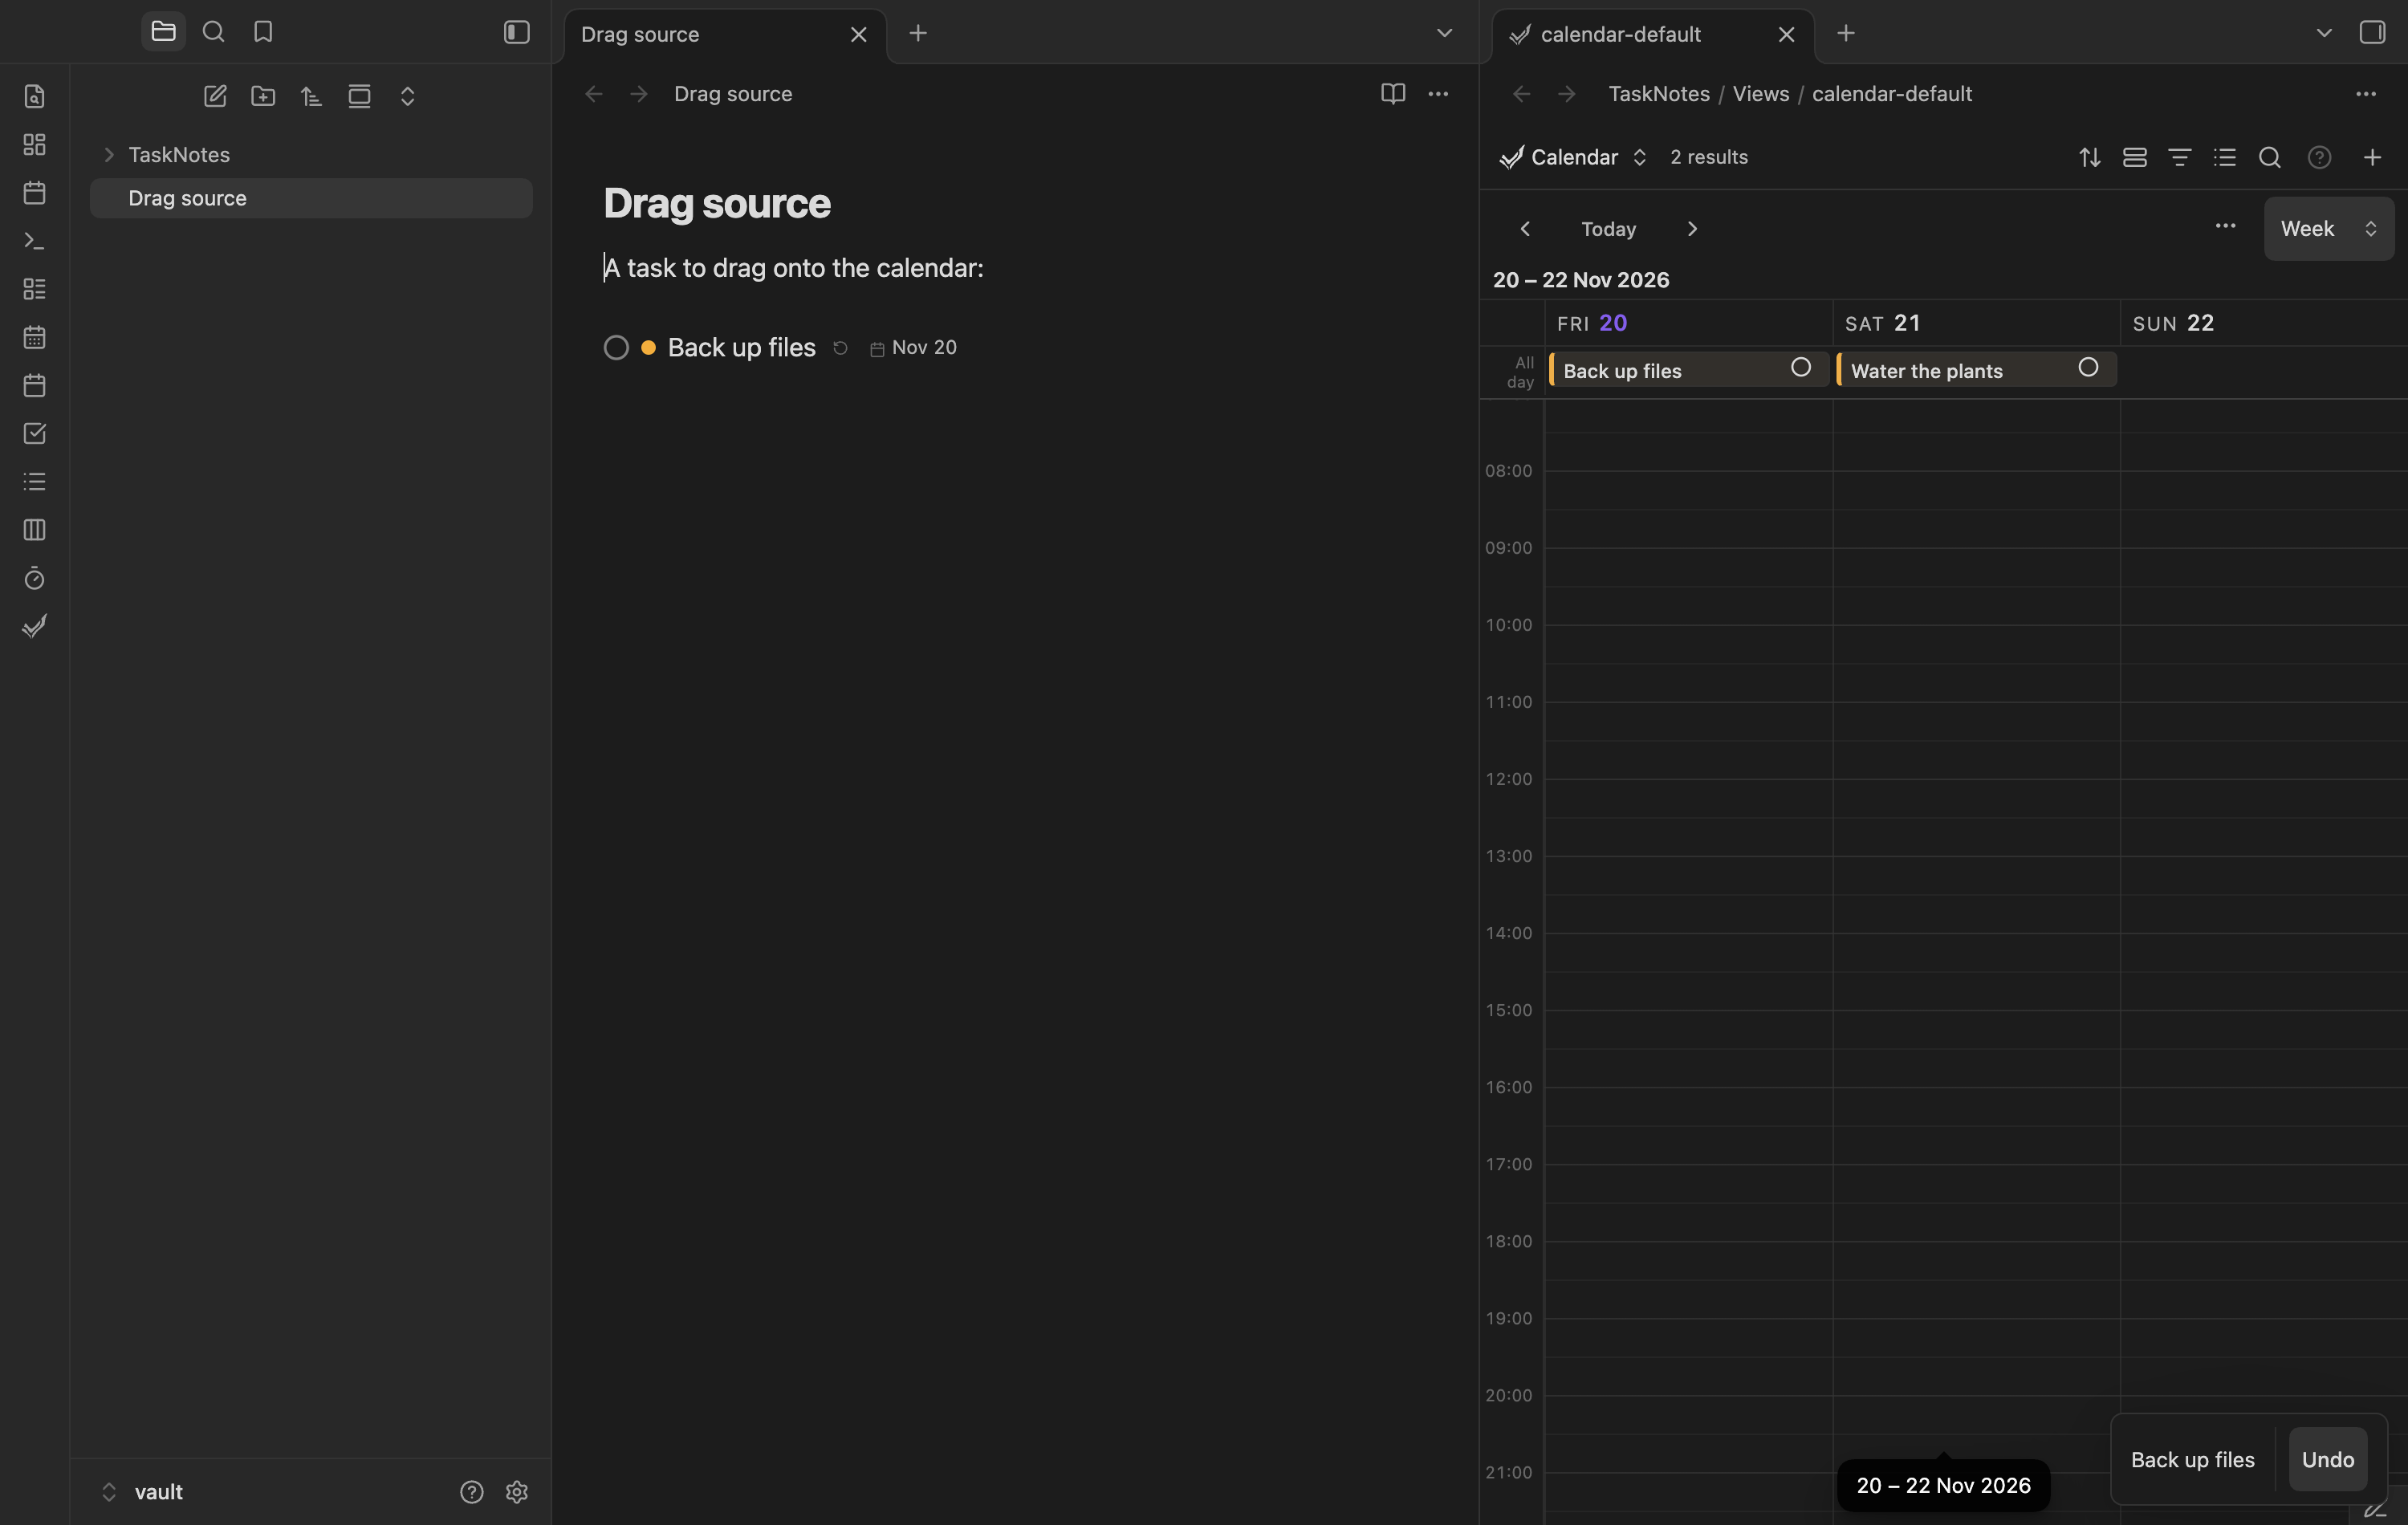 Drag source
calendar-default
Drag source
TaskNotes / Views / calendar-default
TaskNotes
Drag source
Calendar
2 results
Today
Week
Drag source
A task to drag onto the calendar:
Back up files
Nov 20
20 – 22 Nov 2026
FRI 20
SAT 21
SUN 22
All day
Back up files
Water the plants
08:00
09:00
10:00
11:00
12:00
13:00
14:00
15:00
16:00
17:00
18:00
19:00
20:00
21:00
Back up files
Undo
20 – 22 Nov 2026
vault